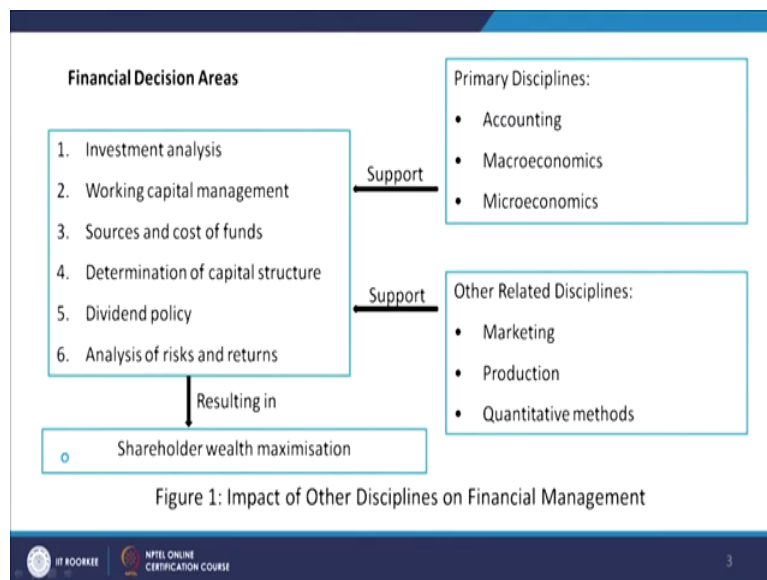 Financial Decision Areas
1. Investment analysis
2. Working capital management
3. Sources and cost of funds
4. Determination of capital structure
5. Dividend policy
6. Analysis of risks and returns
Support
Primary Disciplines:
• Accounting
• Macroeconomics
• Microeconomics
Support
Other Related Disciplines:
• Marketing
• Production
• Quantitative methods
Resulting in
Shareholder wealth maximisation
Figure 1: Impact of Other Disciplines on Financial Management
IIT ROORKEE
NPTEL ONLINE
CERTIFICATION COURSE
3